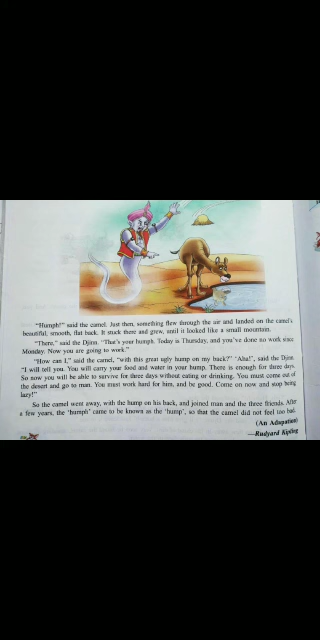 "Humph!" said the camel. Just then, something flew through the air and landed on the camel's
beautiful, smooth, flat back. It stuck there and grew, until it looked like a small mountain.
"There," said the Djinn. "That's your humph. Today is Thursday, and you've done no work since
Monday. Now you are going to work."
"How can I," said the camel, "with this great ugly hump on my back?" 'Aha!", said the Djinn
"I will tell you. You will carry your food and water in your hump. There is enough for three days.
So now you will be able to survive for three days without eating or drinking. You must come out of
the desert and go to man. You must work hard for him, and be good. Come on now and stop being
lazy!"
So the camel went away, with the hump on his back, and joined man and the three friends. After
a few years, the 'humph' came to be known as the 'hump', so that the camel did not feel too bad.
(An Adaptation)
—Rudyard Kipling